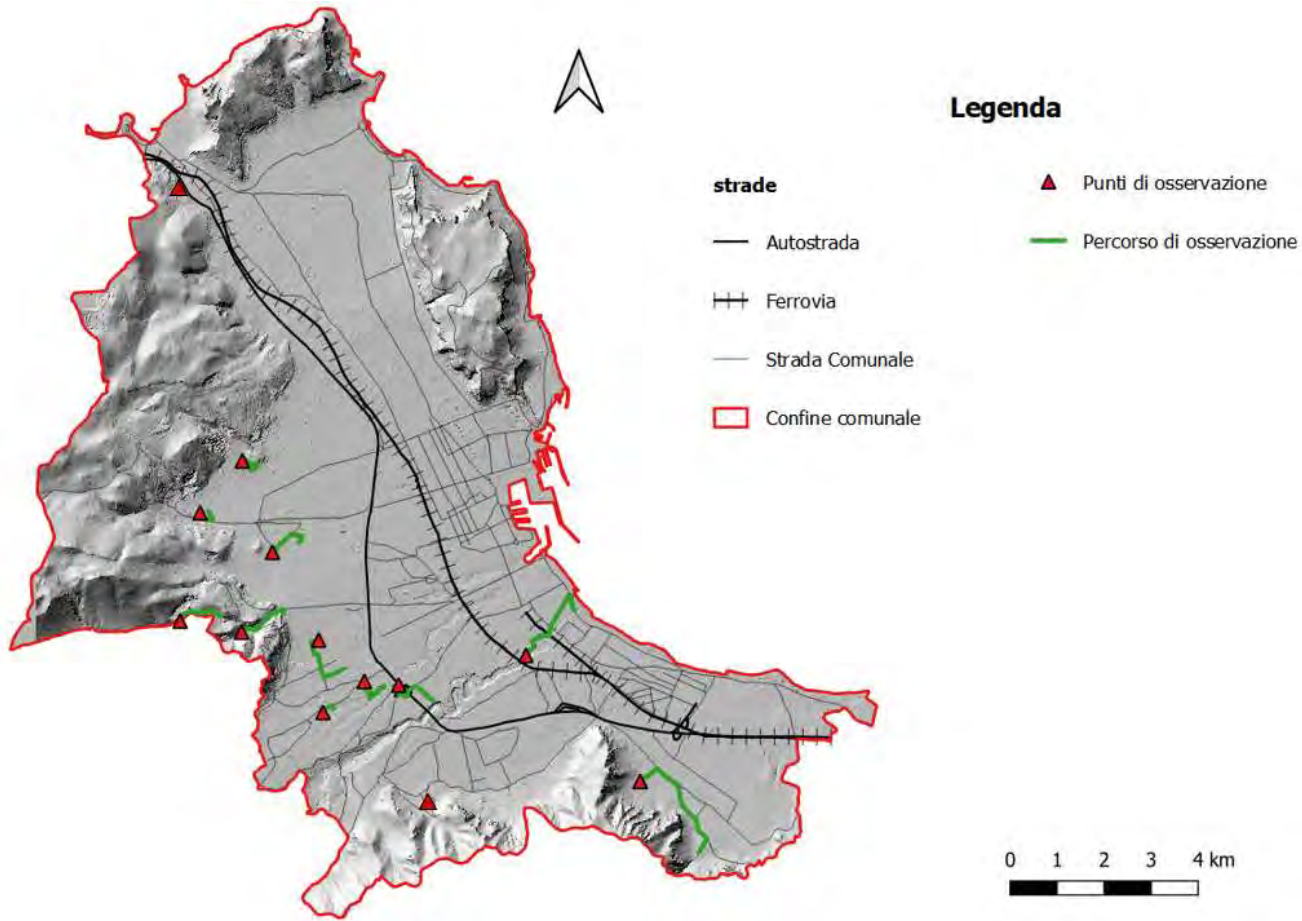 Legenda
strade
Autostrada
Ferrovia
Strada Comunale
Confine comunale
Punti di osservazione
Percorso di osservazione
0 1 2 3 4 km